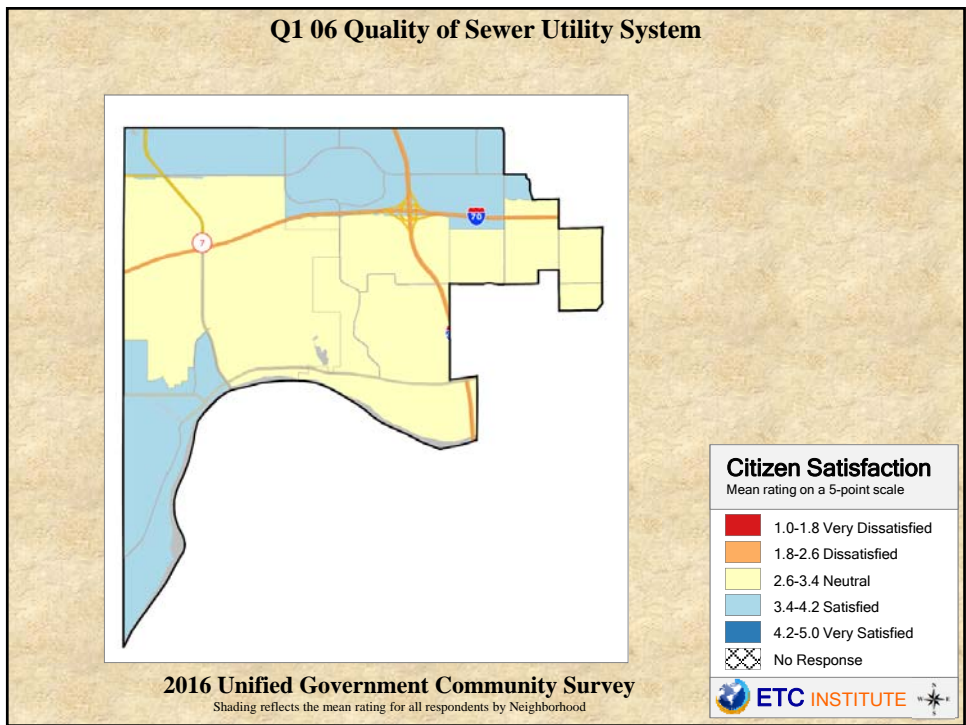 Q1 06 Quality of Sewer Utility System
70
7
Citizen Satisfaction
Mean rating on a 5-point scale
1.0-1.8 Very Dissatisfied
1.8-2.6 Dissatisfied
2.6-3.4 Neutral
3.4-4.2 Satisfied
4.2-5.0 Very Satisfied
No Response
2016 Unified Government Community Survey
Shading reflects the mean rating for all respondents by Neighborhood
ETC INSTITUTE
N
W E
S